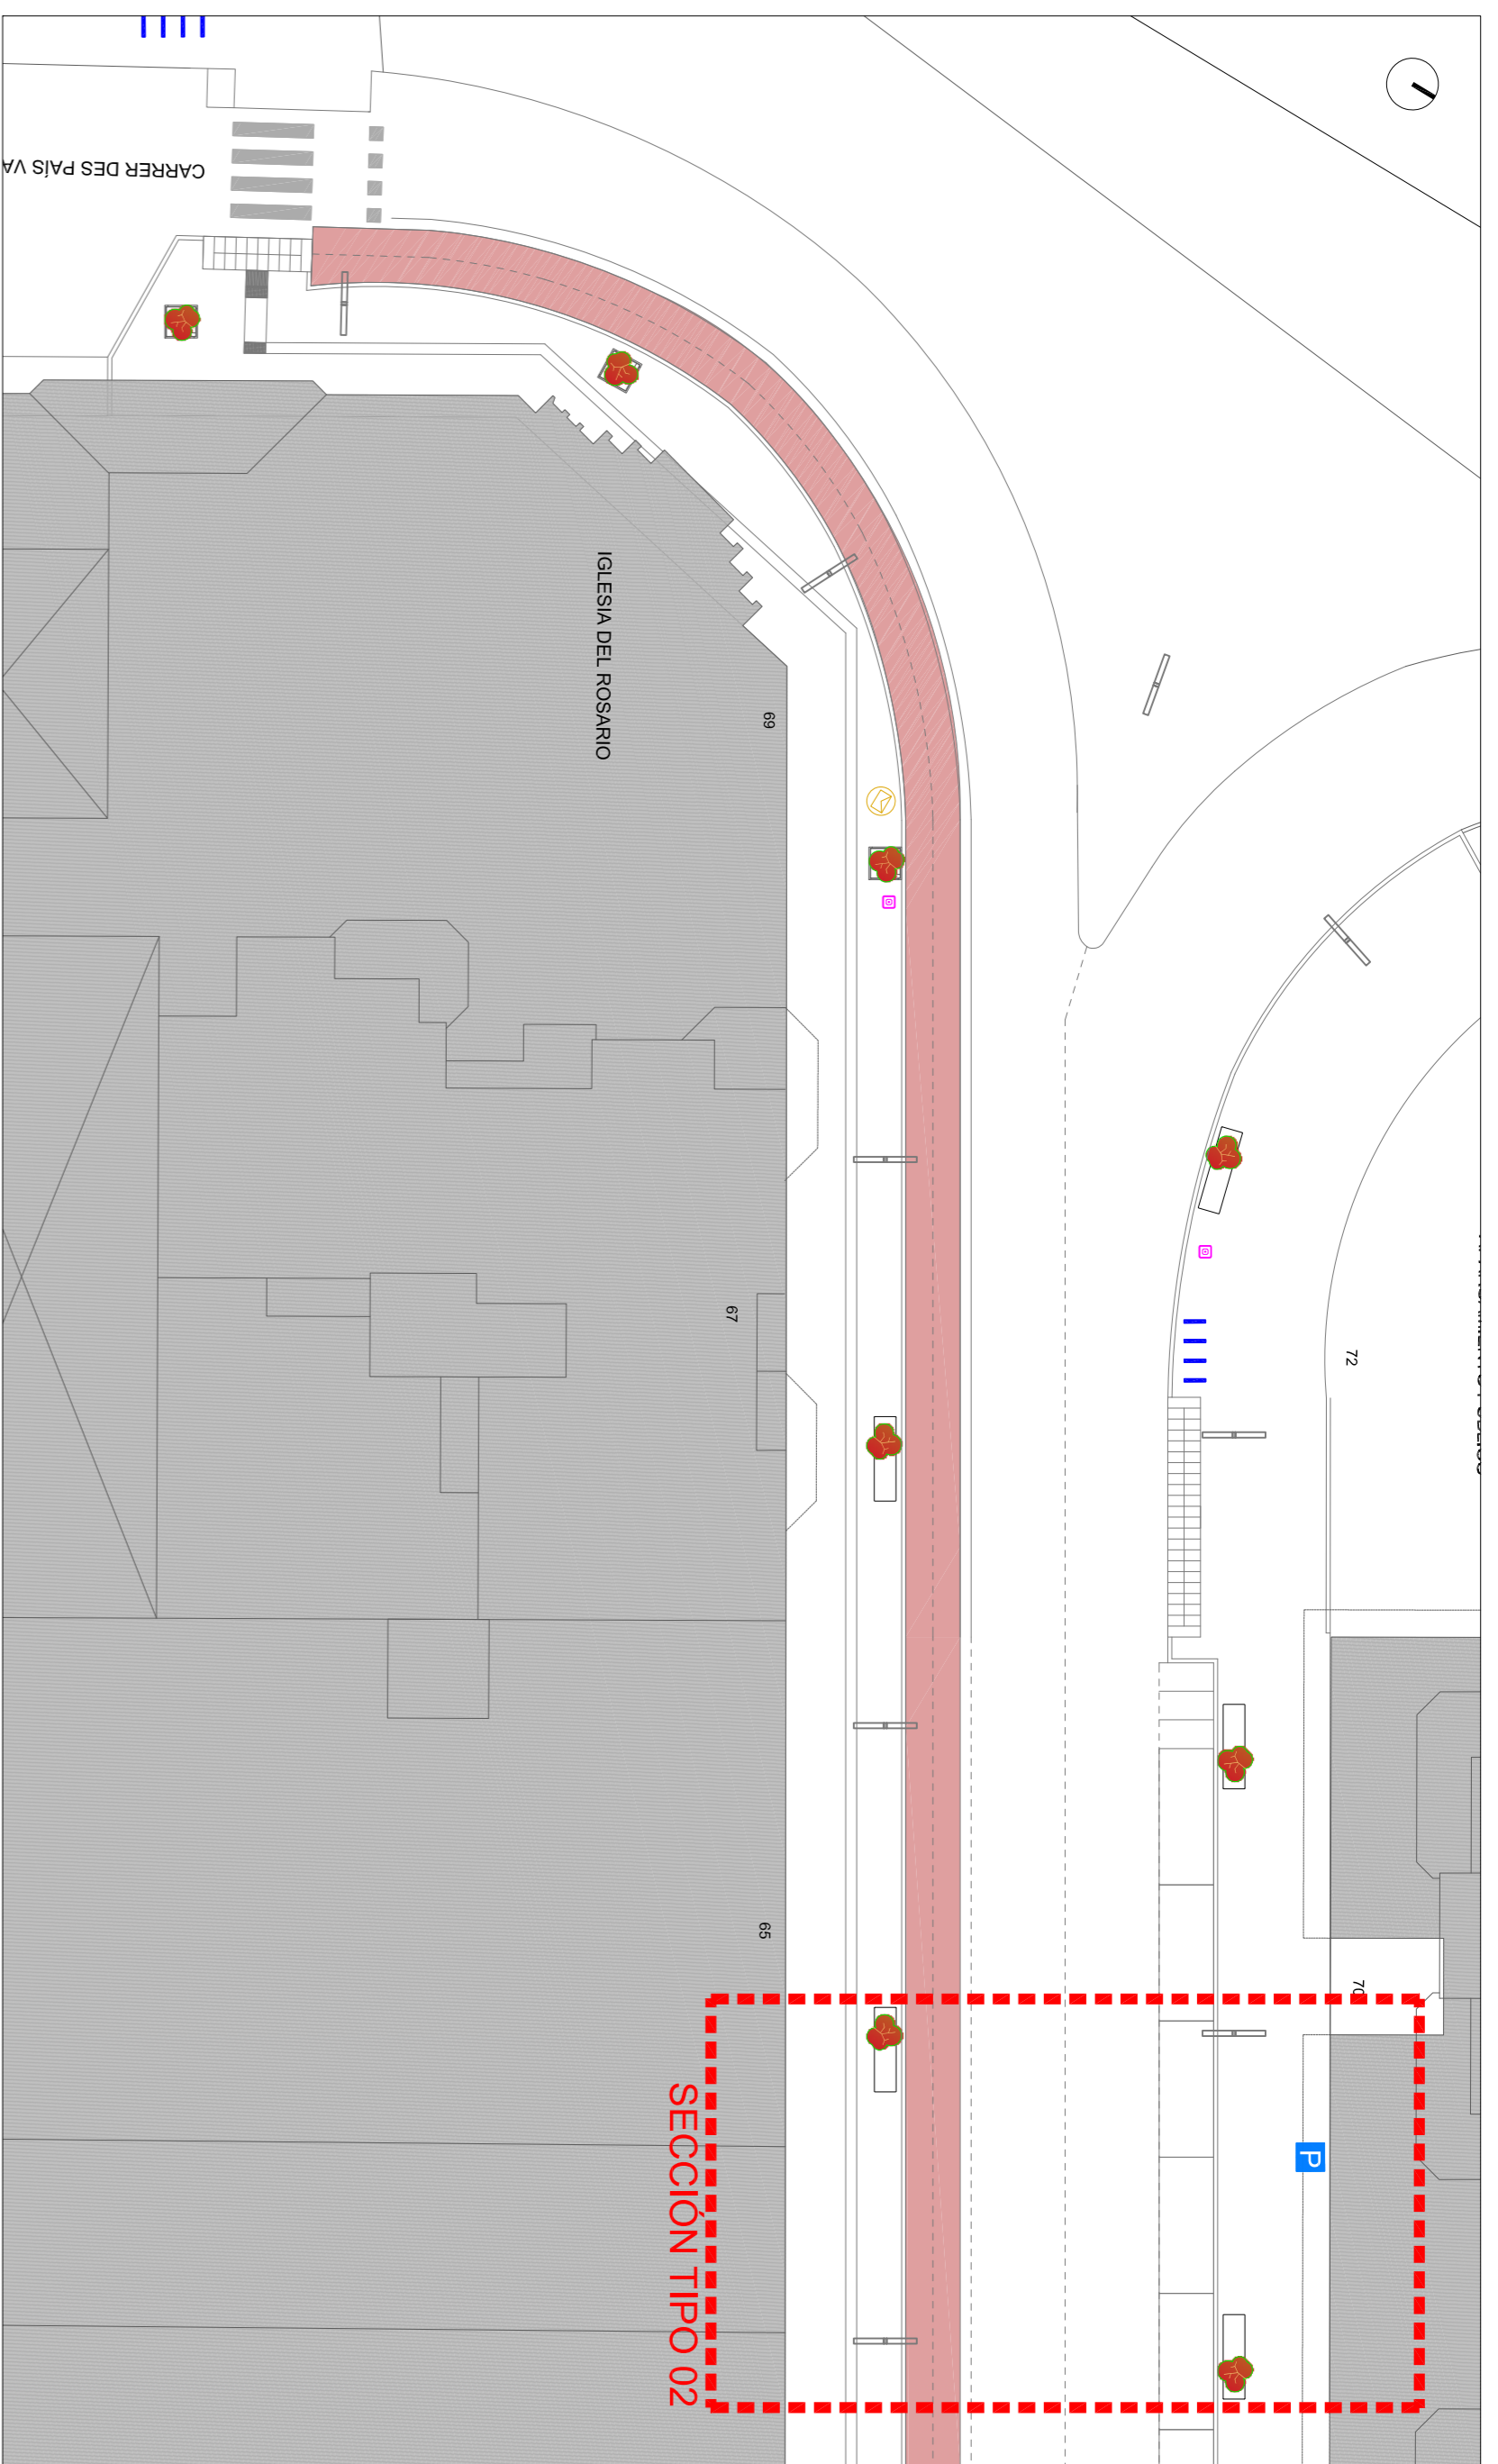 CARRER DES PAÍS VA
IGLESIA DEL ROSARIO
69
67
72
65
70
P
SECCIÓN TIPO 02